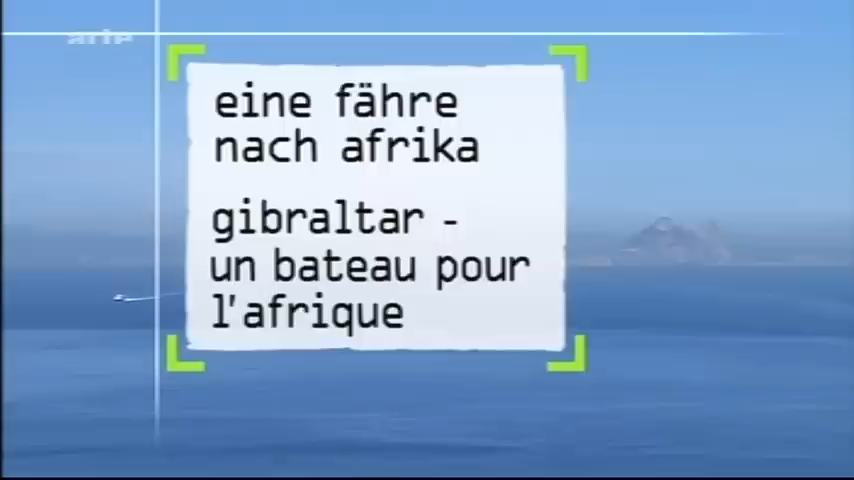 arte
eine fähre
nach afrika
gibraltar -
un bateau pour
l'afrique